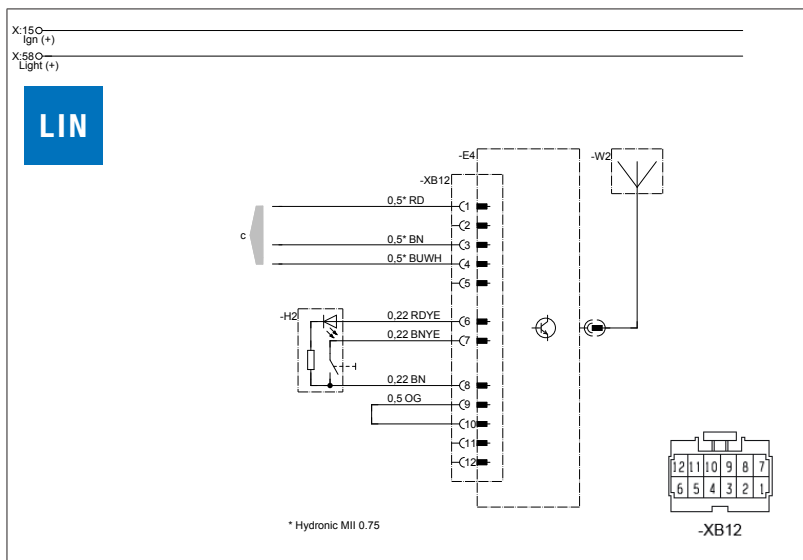 X:15
Ign (+)
X:58
Light (+)
LIN
-E4
-W2
-XB12
0,5* RD
1
2
c
0,5* BN
3
0,5* BUWH
4
5
-H2
0,22 RDYE
6
0,22 BNYE
7
0,22 BN
8
0,5 OG
9
10
11
12
12 11 10 9 8 7
6 5 4 3 2 1
* Hydronic MII 0.75
-XB12